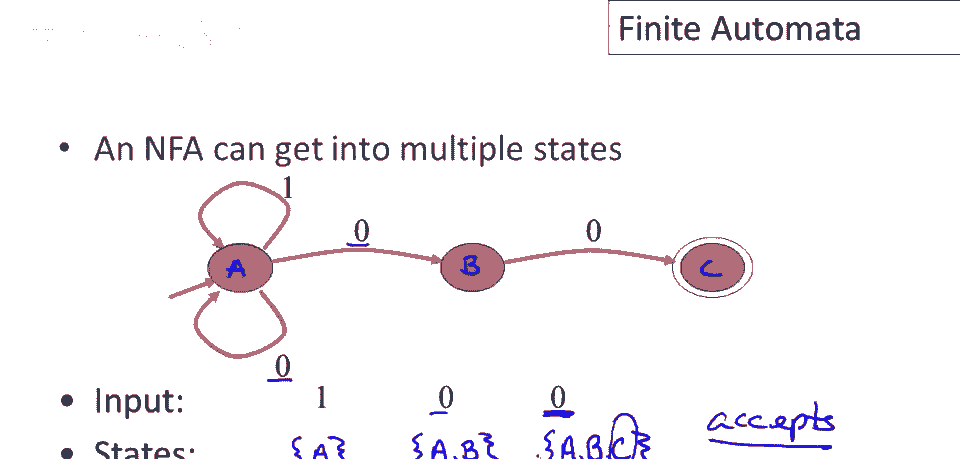 Finite Automata
• An NFA can get into multiple states
1
0 0
A B C
0
• Input: 1 0 0 accepts
• States: {A} {A,B} {A,B,C}